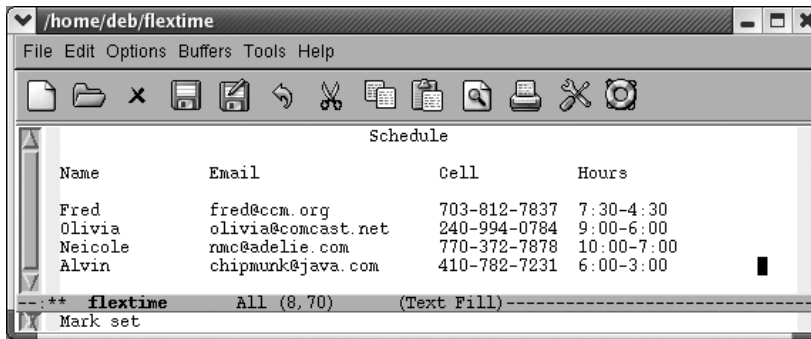 /home/deb/flextime
File Edit Options Buffers Tools Help
Schedule
Name Email Cell Hours
Fred fred@ccm.org 703-812-7837 7:30-4:30
Olivia olivia@comcast.net 240-994-0784 9:00-6:00
Neicole nmc@adelie.com 770-372-7878 10:00-7:00
Alvin chipmunk@java.com 410-782-7231 6:00-3:00
--:** flextime All (8,70) (Text Fill)--------------------------------
Mark set